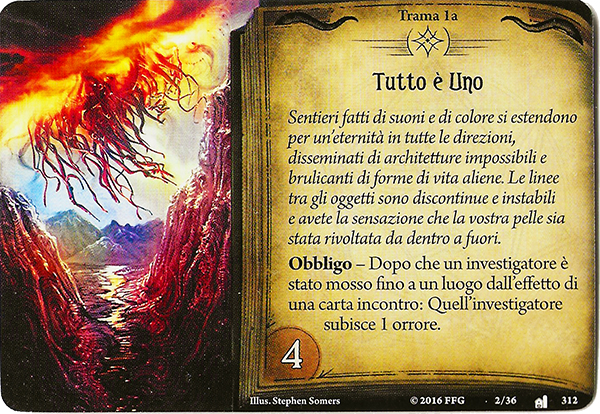 Trama 1a
Tutto è Uno
Sentieri fatti di suoni e di colore si estendono
per un'eternità in tutte le direzioni,
disseminati di architetture impossibili e
brulicanti di forme di vita aliene. Le linee
tra gli oggetti sono discontinue e instabili
e avete la sensazione che la vostra pelle sia
stata rivoltata da dentro a fuori.
Obbligo – Dopo che un investigatore è
stato mosso fino a un luogo dall'effetto di
una carta incontro: Quell'investigatore
subisce 1 orrore.
4
Illus. Stephen Somers © 2016 FFG · 2/36 312